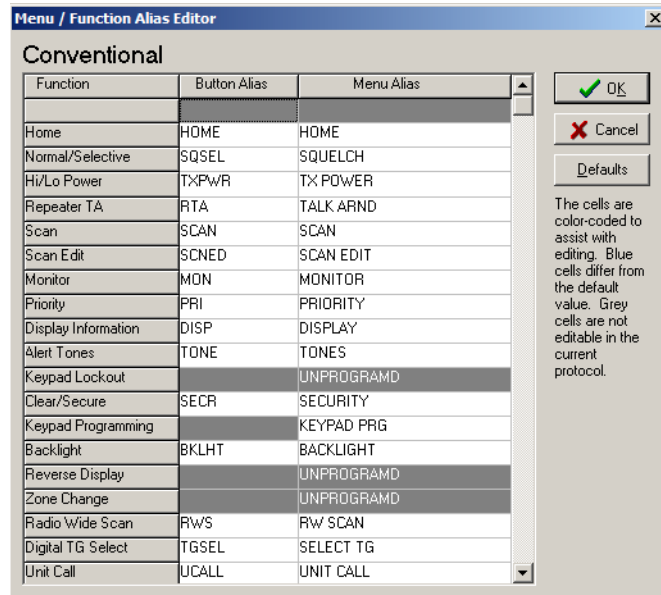 Menu / Function Alias Editor
Conventional
Function Button Alias Menu Alias
Home HOME HOME
Normal/Selective SQSEL SQUELCH
Hi/Lo Power TXPWR TX POWER
Repeater TA RTA TALK ARND
Scan SCAN SCAN
Scan Edit SCNED SCAN EDIT
Monitor MON MONITOR
Priority PRI PRIORITY
Display Information DISP DISPLAY
Alert Tones TONE TONES
Keypad Lockout UNPROGRAMD
Clear/Secure SECR SECURITY
Keypad Programming KEYPAD PRG
Backlight BKLHT BACKLIGHT
Reverse Display UNPROGRAMD
Zone Change UNPROGRAMD
Radio Wide Scan RWS RW SCAN
Digital TG Select TGSEL SELECT TG
Unit Call UCALL UNIT CALL
OK
Cancel
Defaults
The cells are
color-coded to
assist with
editing. Blue
cells differ from
the default
value. Grey
cells are not
editable in the
current
protocol.